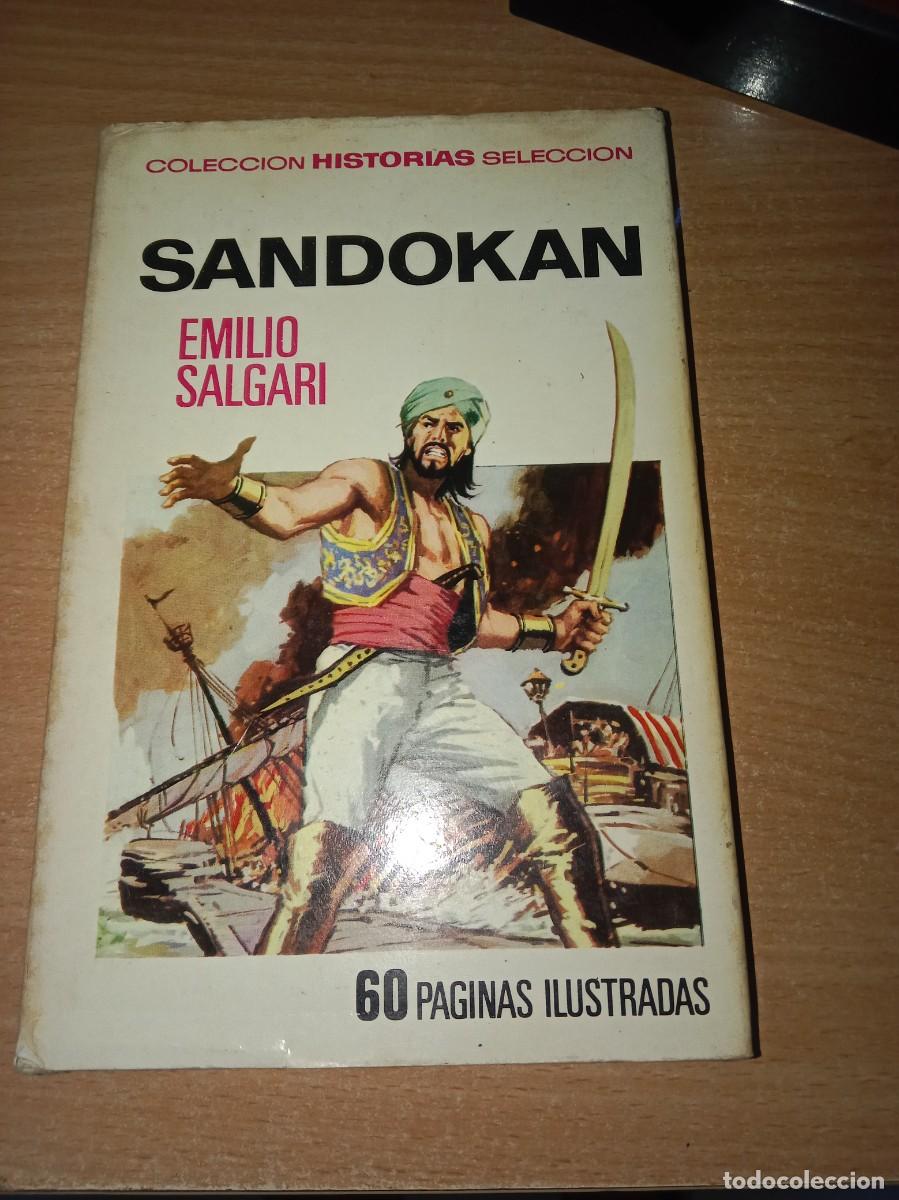 COLECCION HISTORIAS SELECCION
SANDOKAN
EMILIO
SALGARI
60 PAGINAS ILUSTRADAS
todocoleccion